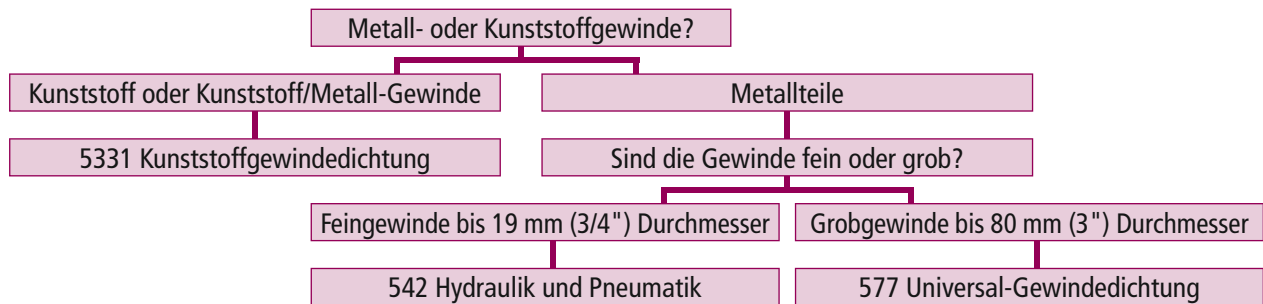 Metall- oder Kunststoffgewinde?
Kunststoff oder Kunststoff/Metall-Gewinde
Metallteile
5331 Kunststoffgewindedichtung
Sind die Gewinde fein oder grob?
Feingewinde bis 19 mm (3/4") Durchmesser
Grobgewinde bis 80 mm (3") Durchmesser
542 Hydraulik und Pneumatik
577 Universal-Gewindedichtung